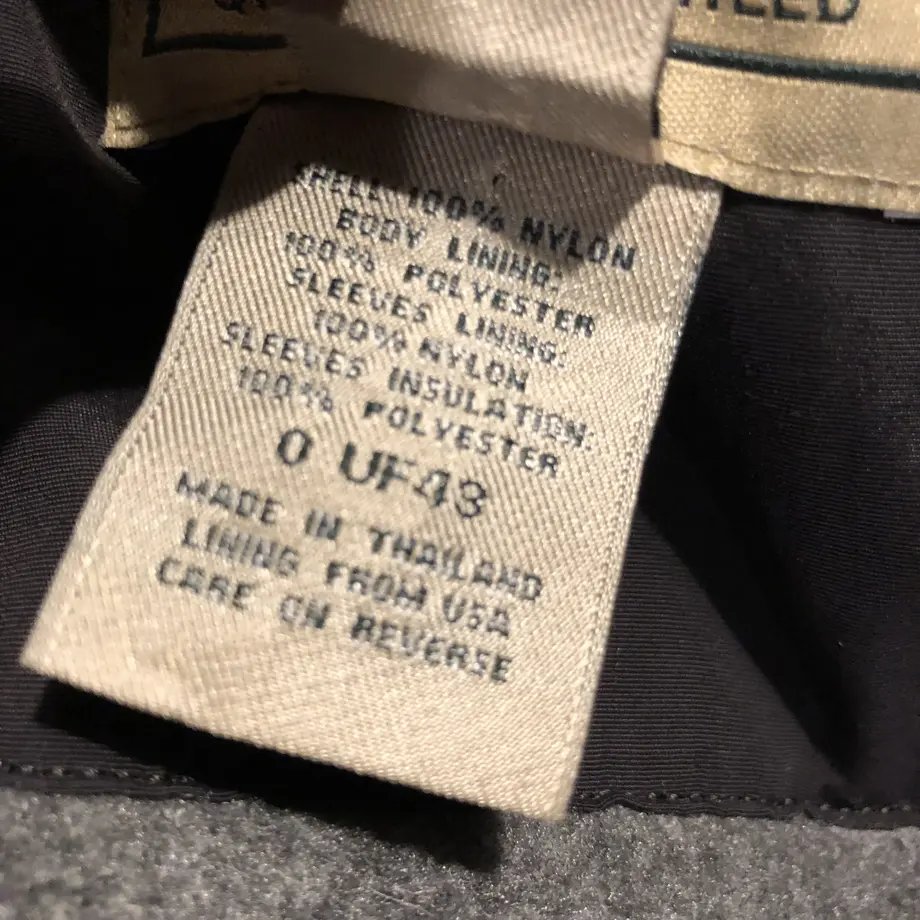 SHELL 100% NYLON
BODY LINING:
100% POLYESTER
SLEEVES LINING:
100% NYLON
SLEEVES INSULATION:
100% POLYESTER
0 UF43
MADE IN THAILAND
LINING FROM USA
CARE ON REVERSE